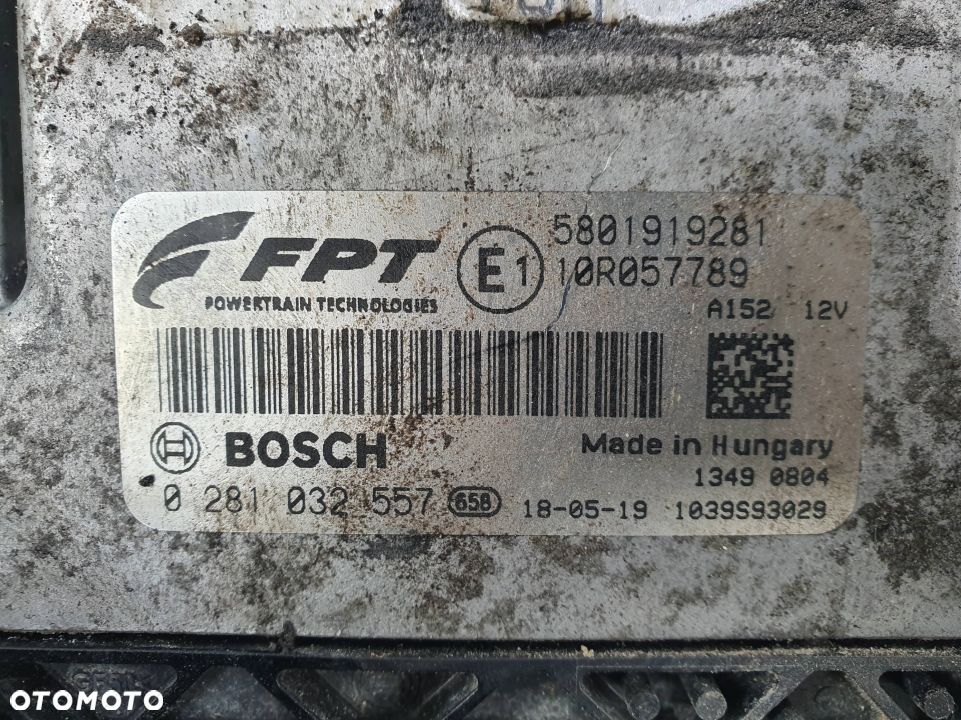 FPT
POWERTRAIN TECHNOLOGIES
E1
5801919281
10R057789
A152 12V
BOSCH
Made in Hungary
1349 0804
0 281 032 557 658 18-05-19 1039S93029
OTOMOTO